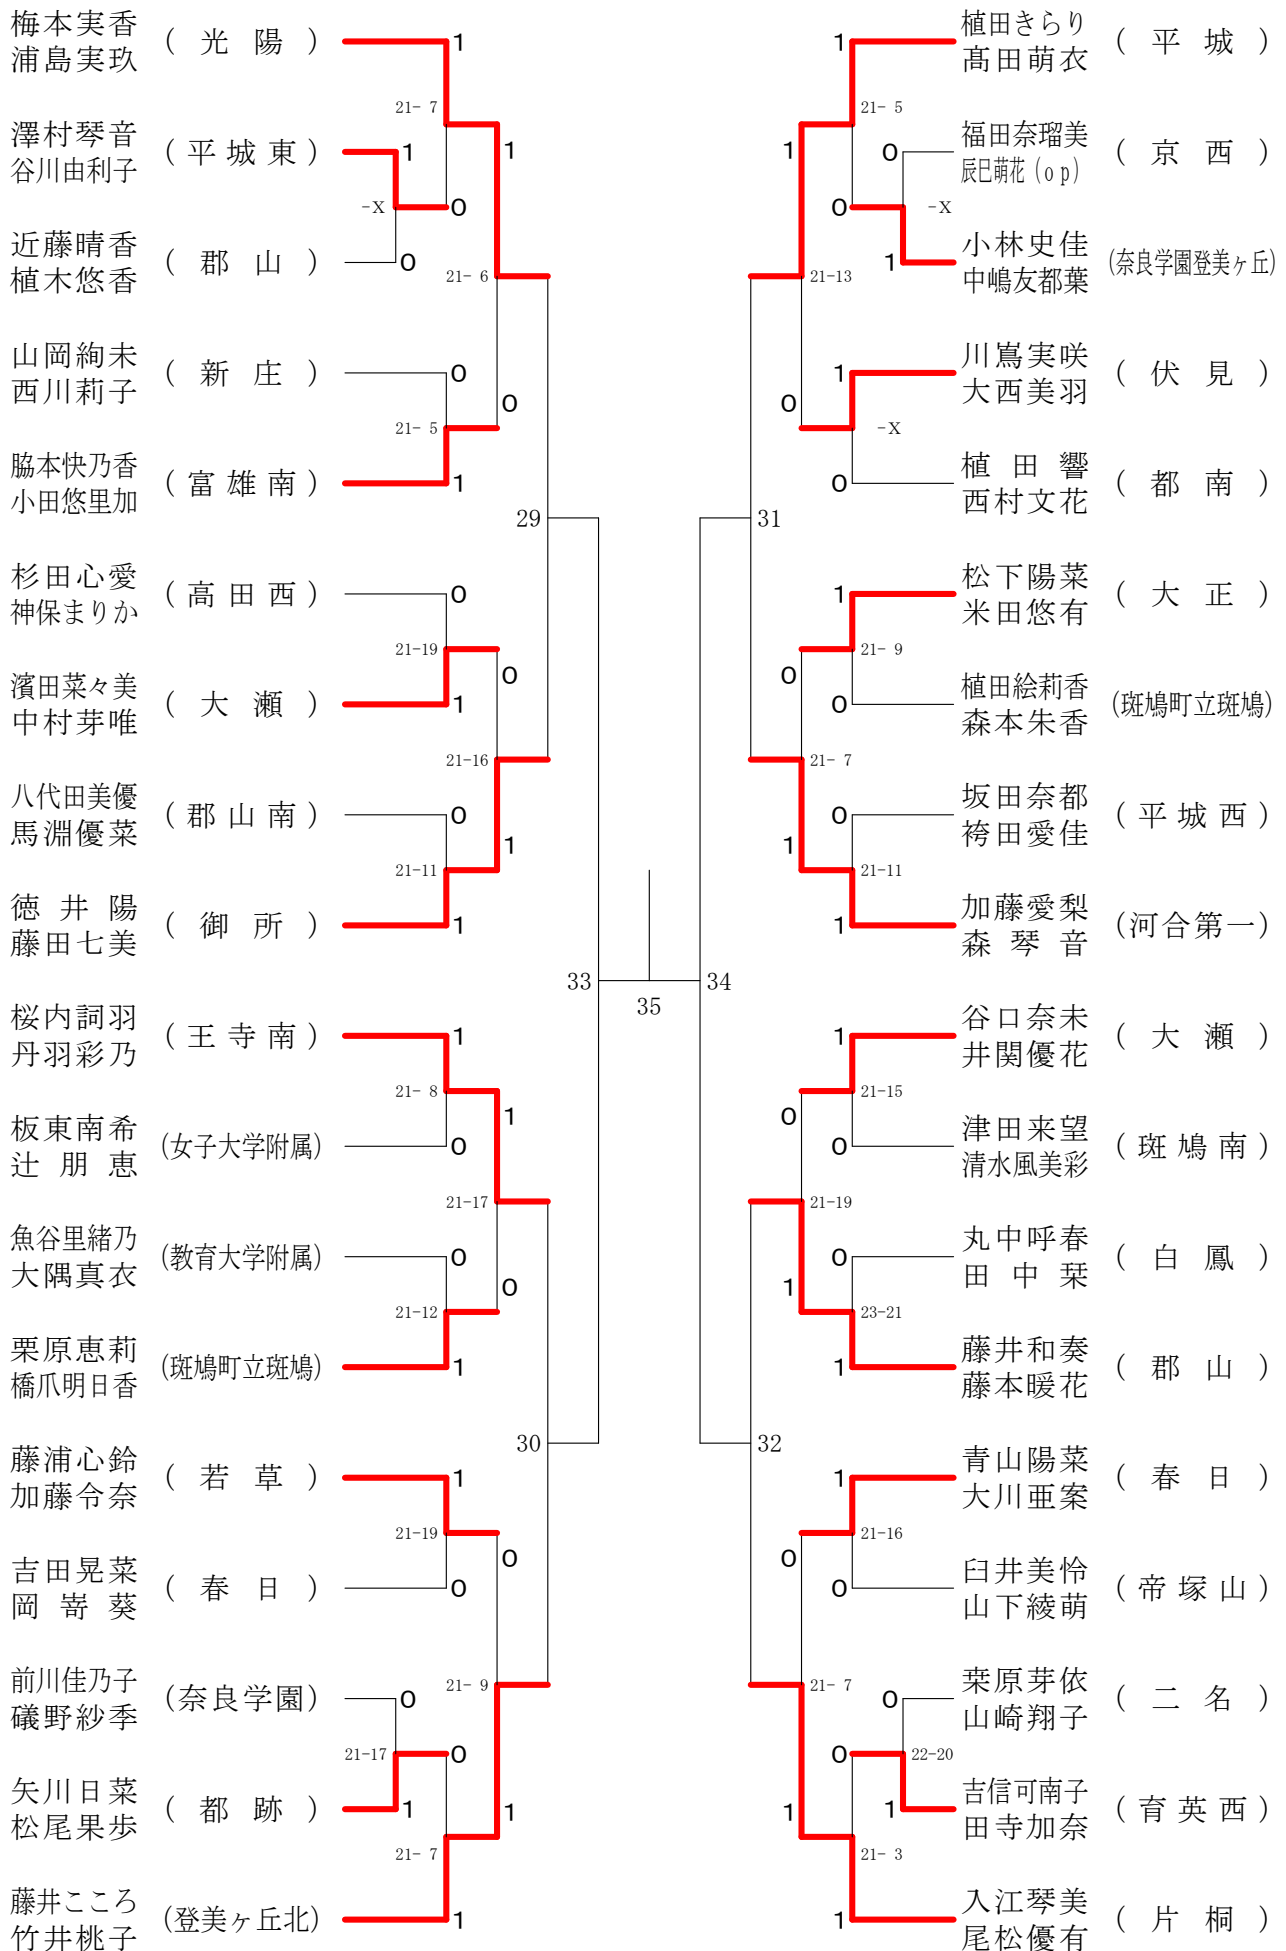 梅本実香
浦島実玖
( 光 陽 )
1
21- 7
澤村琴音
谷川由利子
( 平 城 東 )
1
1
-X
0
近藤晴香
植木悠香
( 郡 山 )
0
21- 6
山岡絢未
西川莉子
( 新 庄 )
0
0
21- 5
脇本快乃香
小田悠里加
( 富 雄 南 )
1
29
杉田心愛
神保まりか
( 高 田 西 )
0
21-19
0
濱田菜々美
中村芽唯
( 大 瀬 )
1
21-16
八代田美優
馬淵優菜
( 郡 山 南 )
0
1
21-11
徳井陽
藤田七美
( 御 所 )
1
33
35
34
桜内詞羽
丹羽彩乃
( 王 寺 南 )
1
21- 8
1
板東南希
辻朋恵
(女子大学附属)
0
21-17
魚谷里緒乃
大隅真衣
(教育大学附属)
0
0
21-12
栗原恵莉
橋爪明日香
(斑鳩町立斑鳩)
1
30
藤浦心鈴
加藤令奈
( 若 草 )
1
21-19
0
吉田晃菜
岡嵜葵
( 春 日 )
0
前川佳乃子
礒野紗季
(奈良学園)
0
21- 9
21-17
0
矢川日菜
松尾果歩
( 都 跡 )
1
1
21- 7
藤井こころ
竹井桃子
(登美ヶ丘北)
1
1
植田きらり
髙田萌衣
( 平 城 )
21- 5
1
0
福田奈瑠美
辰巳萌花(op)
( 京 西 )
0
-X
1
小林史佳
中嶋友都葉
(奈良学園登美ヶ丘)
21-13
1
川嶌実咲
大西美羽
( 伏 見 )
0
-X
0
植田響
西村文花
( 都 南 )
31
1
松下陽菜
米田悠有
( 大 正 )
0
21- 9
0
植田絵莉香
森本朱香
(斑鳩町立斑鳩)
21- 7
0
坂田奈都
袴田愛佳
( 平 城 西 )
1
21-11
1
加藤愛梨
森琴音
(河合第一)
1
谷口奈未
井関優花
( 大 瀬 )
0
21-15
0
津田来望
清水風美彩
( 斑 鳩 南 )
21-19
0
丸中呼春
田中栞
( 白 鳳 )
1
23-21
1
藤井和奏
藤本暖花
( 郡 山 )
32
1
青山陽菜
大川亜案
( 春 日 )
0
21-16
0
臼井美怜
山下綾萌
( 帝 塚 山 )
21- 7
0
桒原芽依
山崎翔子
( 二 名 )
0
22-20
1
1
吉信可南子
田寺加奈
( 育 英 西 )
21- 3
1
入江琴美
尾松優有
( 片 桐 )